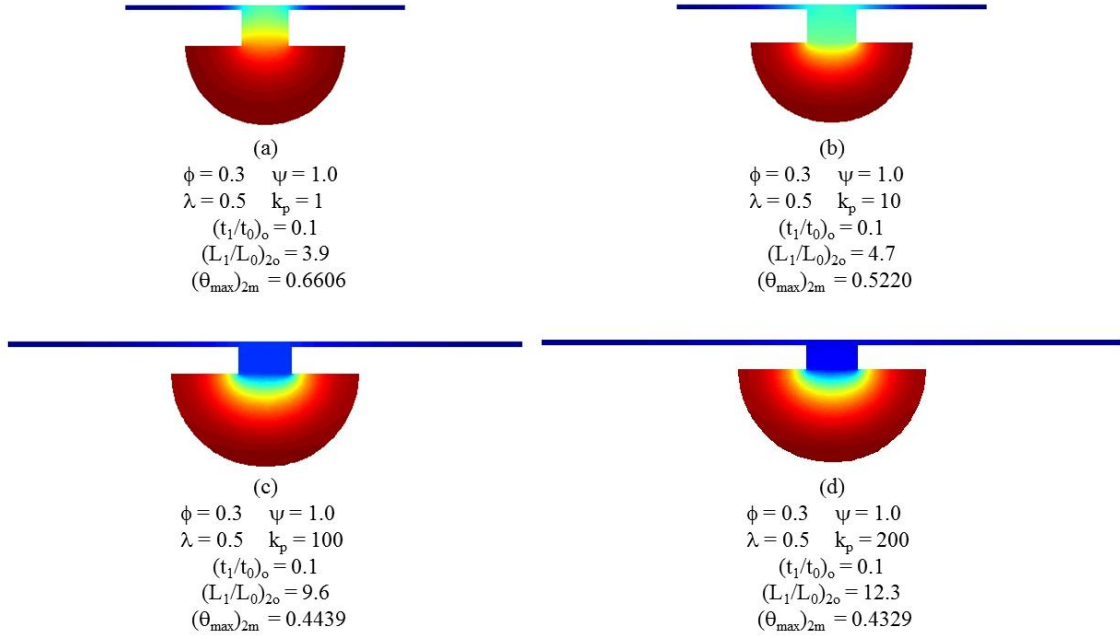 (a)
ϕ = 0.3 ψ = 1.0
λ = 0.5 kₚ = 1
(t₁/t₀)ₒ = 0.1
(L₁/L₀)₂ₒ = 3.9
(θₘₐₓ)₂ₘ = 0.6606
(b)
ϕ = 0.3 ψ = 1.0
λ = 0.5 kₚ = 10
(t₁/t₀)ₒ = 0.1
(L₁/L₀)₂ₒ = 4.7
(θₘₐₓ)₂ₘ = 0.5220
(c)
ϕ = 0.3 ψ = 1.0
λ = 0.5 kₚ = 100
(t₁/t₀)ₒ = 0.1
(L₁/L₀)₂ₒ = 9.6
(θₘₐₓ)₂ₘ = 0.4439
(d)
ϕ = 0.3 ψ = 1.0
λ = 0.5 kₚ = 200
(t₁/t₀)ₒ = 0.1
(L₁/L₀)₂ₒ = 12.3
(θₘₐₓ)₂ₘ = 0.4329